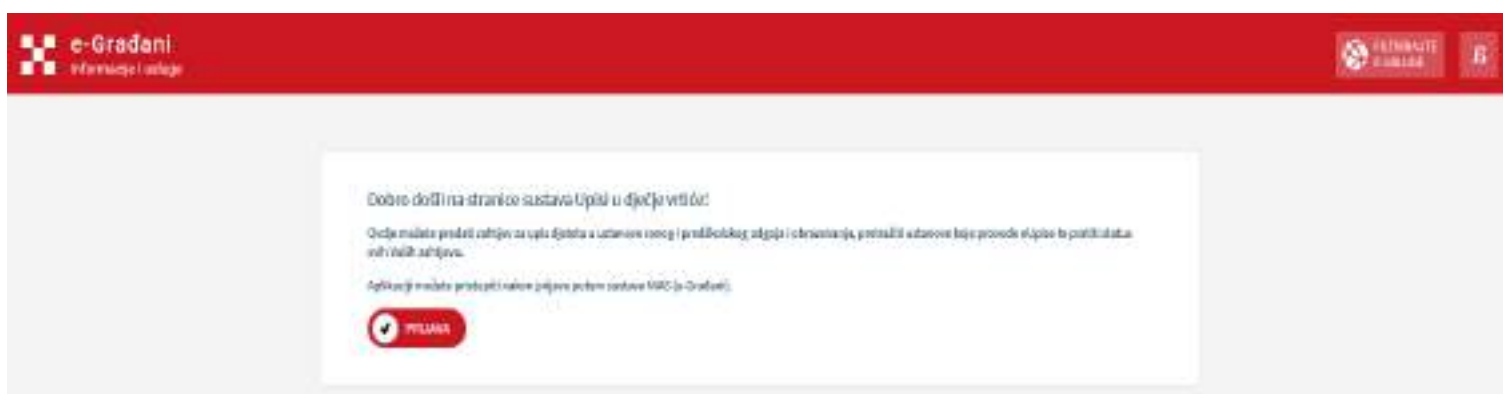 e-Građani
Informacije i usluge
Dobro došli na stranice sustava Upisi u dječje vrtiće!
Ovdje možete predati zahtjev za upis djeteta u ustanove ranog i predškolskog odgoja i obrazovanja, pretražiti ustanove koje provode eUpise te pratiti status
svih Vaših zahtjeva.
Aplikaciji možete pristupiti nakon prijave putem sustava NIAS (e-Građani).
PRIJAVA